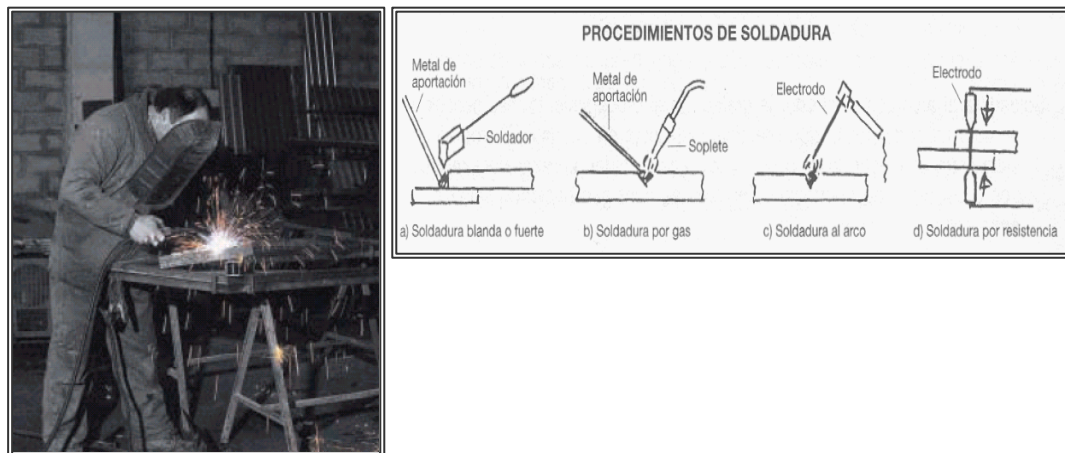 PROCEDIMIENTOS DE SOLDADURA
Metal de
aportación
Soldador
a) Soldadura blanda o fuerte
Metal de
aportación
Soplete
b) Soldadura por gas
Electrodo
c) Soldadura al arco
Electrodo
d) Soldadura por resistencia